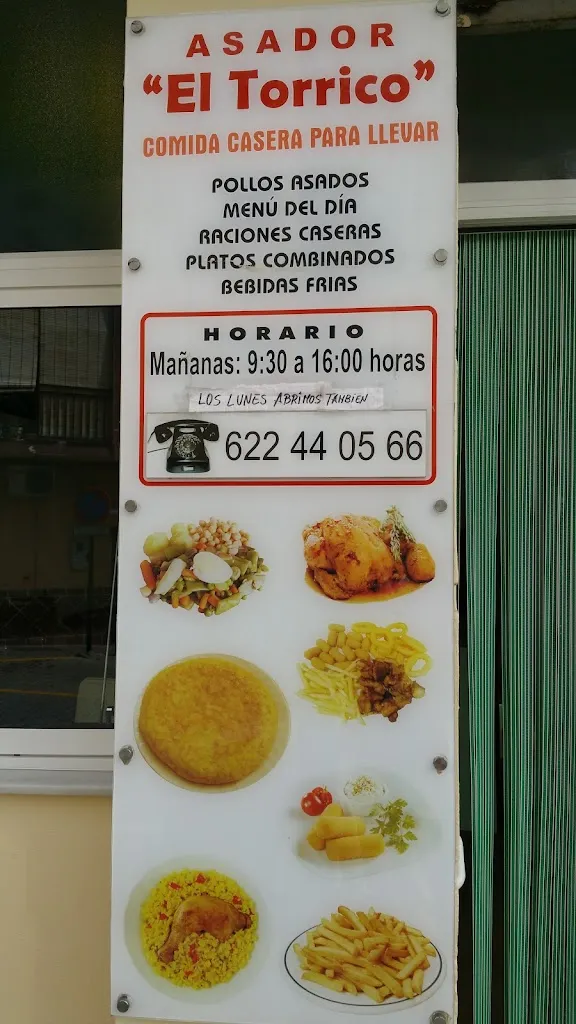 ASADOR
"El Torrico"
COMIDA CASERA PARA LLEVAR
POLLOS ASADOS
MENÚ DEL DÍA
RACIONES CASERAS
PLATOS COMBINADOS
BEBIDAS FRIAS
HORARIO
Mañanas: 9:30 a 16:00 horas
LOS LUNES ABRIMOS TAMBIEN
622 44 05 66